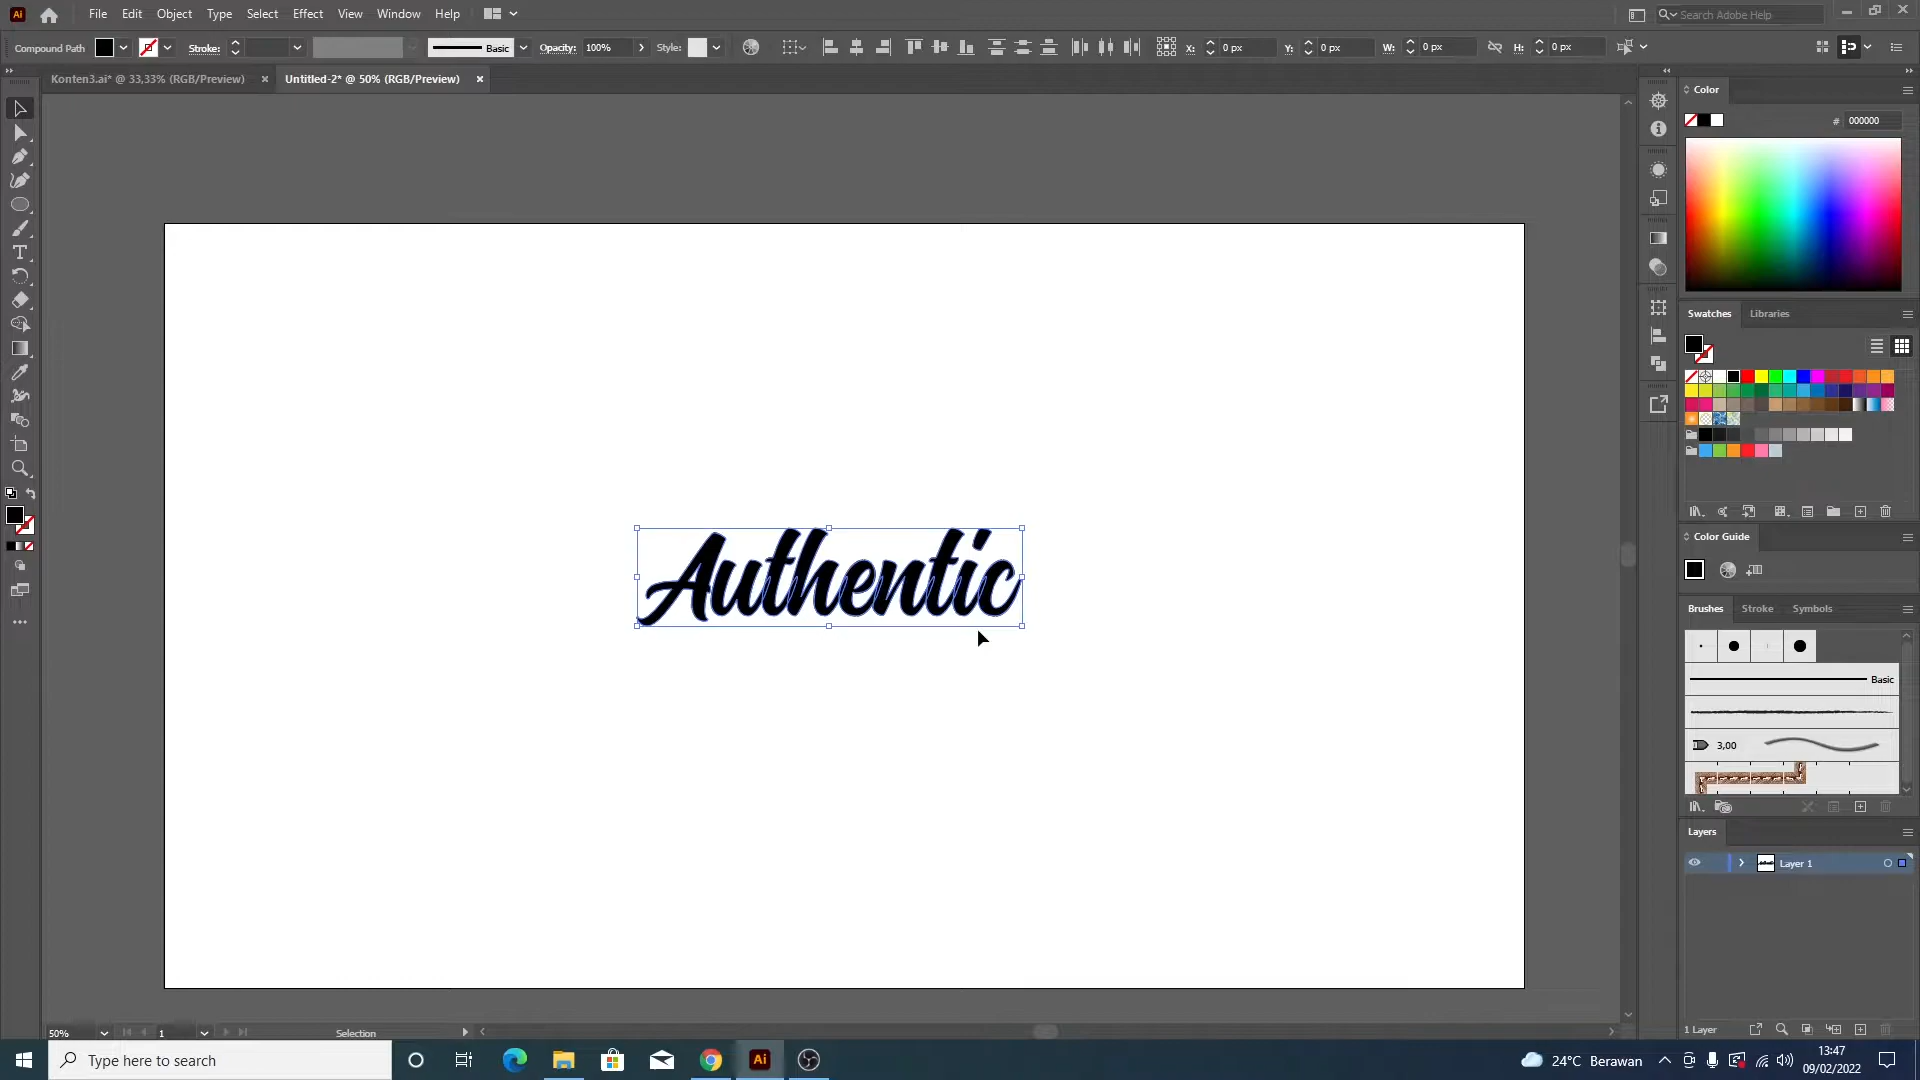 Ai File Edit Object Type Select Effect View Window Help Search Adobe Help
Compound Path Stroke: Basic Opacity: 100% Style: X: 0 px Y: 0 px W: 0 px H: 0 px
Konten3.ai* @ 33,33% (RGB/Preview) × Untitled-2* @ 50% (RGB/Preview) ×
Color
# 000000
Swatches Libraries
Color Guide
Authentic
Brushes Stroke Symbols
Basic
3,00
Layers
Layer 1
50% 1 Selection 1 Layer
Type here to search Ai 24°C Berawan 13:47
09/02/2022